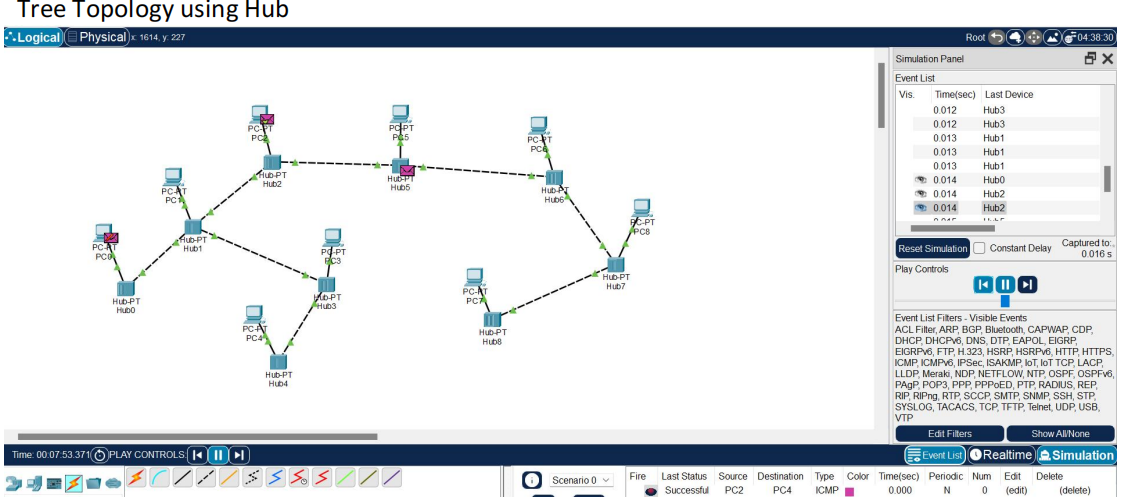 Tree Topology using Hub
Logical Physical x: 1614, y: 227 Root 04:38:30
Simulation Panel
Event List
Vis. Time(sec) Last Device
0.012 Hub3
0.012 Hub3
0.013 Hub1
0.013 Hub1
0.013 Hub1
0.014 Hub0
0.014 Hub2
0.014 Hub2
Reset Simulation Constant Delay Captured to:
0.016 s
Play Controls
Event List Filters - Visible Events
ACL Filter, ARP, BGP, Bluetooth, CAPWAP, CDP,
DHCP, DHCPv6, DNS, DTP, EAPOL, EIGRP,
EIGRPv6, FTP, H.323, HSRP, HSRPv6, HTTP, HTTPS,
ICMP, ICMPv6, IPSec, ISAKMP, IoT, IoT TCP, LACP,
LLDP, Meraki, NDP, NETFLOW, NTP, OSPF, OSPFv6,
PAgP, POP3, PPP, PPPoED, PTP, RADIUS, REP,
RIP, RIPng, RTP, SCCP, SMTP, SNMP, SSH, STP,
SYSLOG, TACACS, TCP, TFTP, Telnet, UDP, USB,
VTP
Edit Filters Show All/None
PC-PT
PC2
PC-PT
PC5
PC-PT
PC6
Hub-PT
Hub2
Hub-PT
Hub5
Hub-PT
Hub6
PC-PT
PC1
PC-PT
PC8
PC-PT
PC0
Hub-PT
Hub1
PC-PT
PC3
Hub-PT
Hub7
PC-PT
PC7
Hub-PT
Hub0
Hub-PT
Hub3
PC-PT
PC4
Hub-PT
Hub8
Hub-PT
Hub4
Time: 00:07:53.371 PLAY CONTROLS: Event List Realtime Simulation
Scenario 0
Fire Last Status Source Destination Type Color Time(sec) Periodic Num Edit Delete
Successful PC2 PC4 ICMP 0.000 N 0 (edit) (delete)